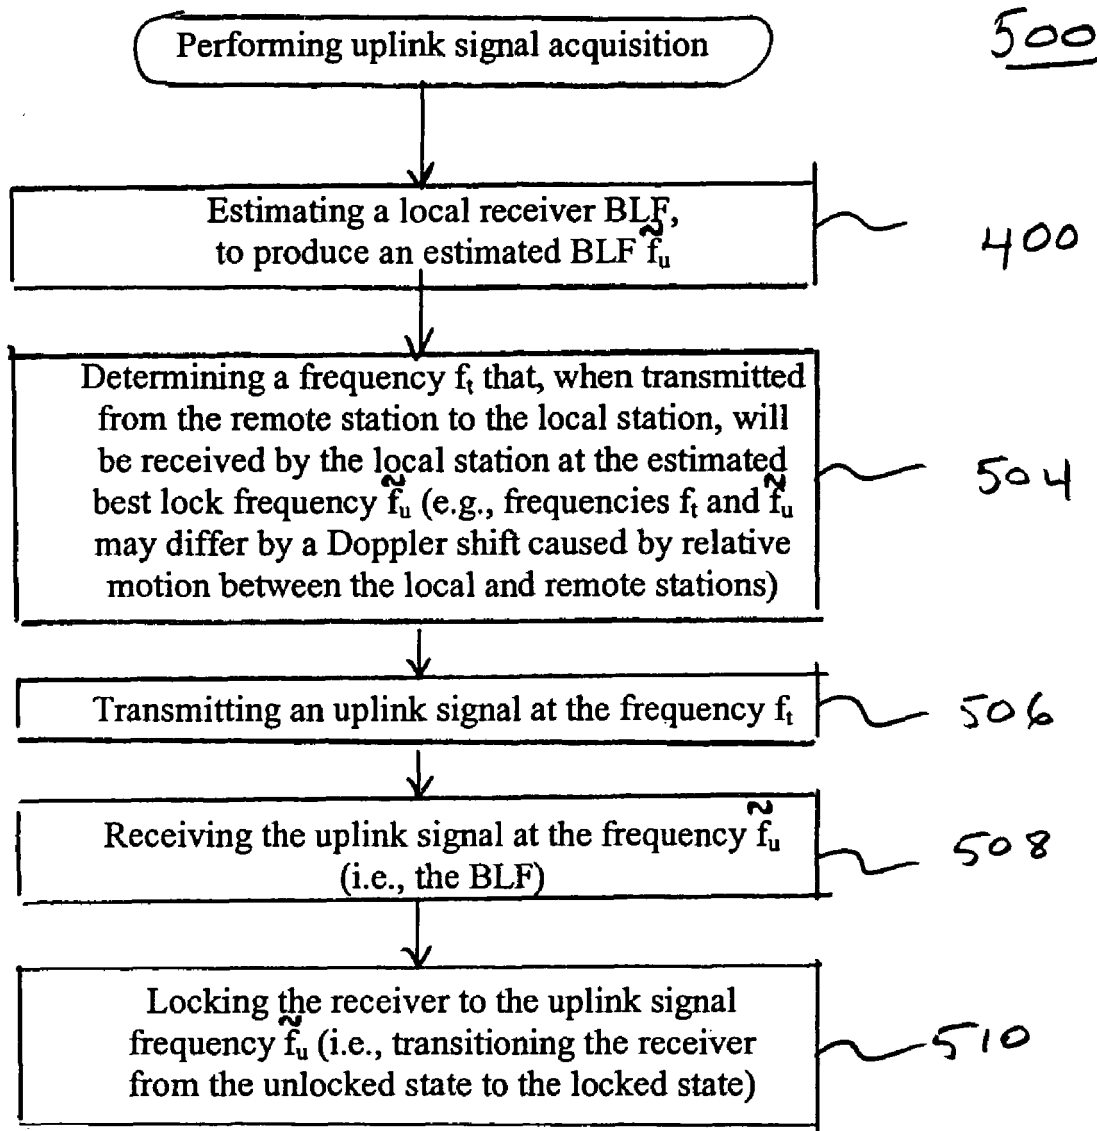 Performing uplink signal acquisition
500
Estimating a local receiver BLF,
to produce an estimated BLF f̃ᵤ
400
Determining a frequency fₜ that, when transmitted
from the remote station to the local station, will
be received by the local station at the estimated
best lock frequency f̃ᵤ (e.g., frequencies fₜ and f̃ᵤ
may differ by a Doppler shift caused by relative
motion between the local and remote stations)
504
Transmitting an uplink signal at the frequency fₜ
506
Receiving the uplink signal at the frequency f̃ᵤ
(i.e., the BLF)
508
Locking the receiver to the uplink signal
frequency f̃ᵤ (i.e., transitioning the receiver
from the unlocked state to the locked state)
510